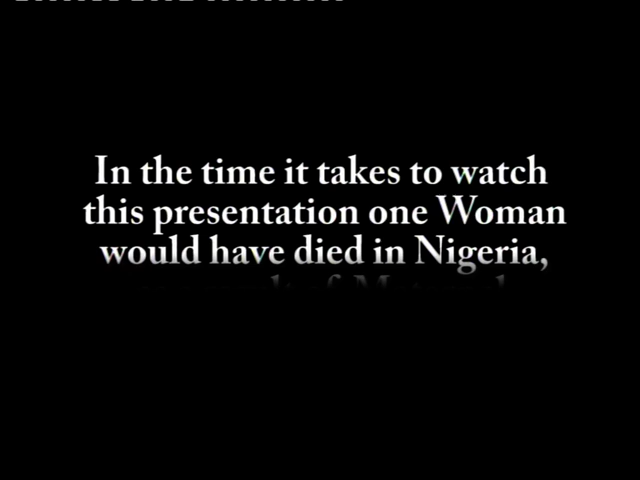 In the time it takes to watch
this presentation one Woman
would have died in Nigeria,